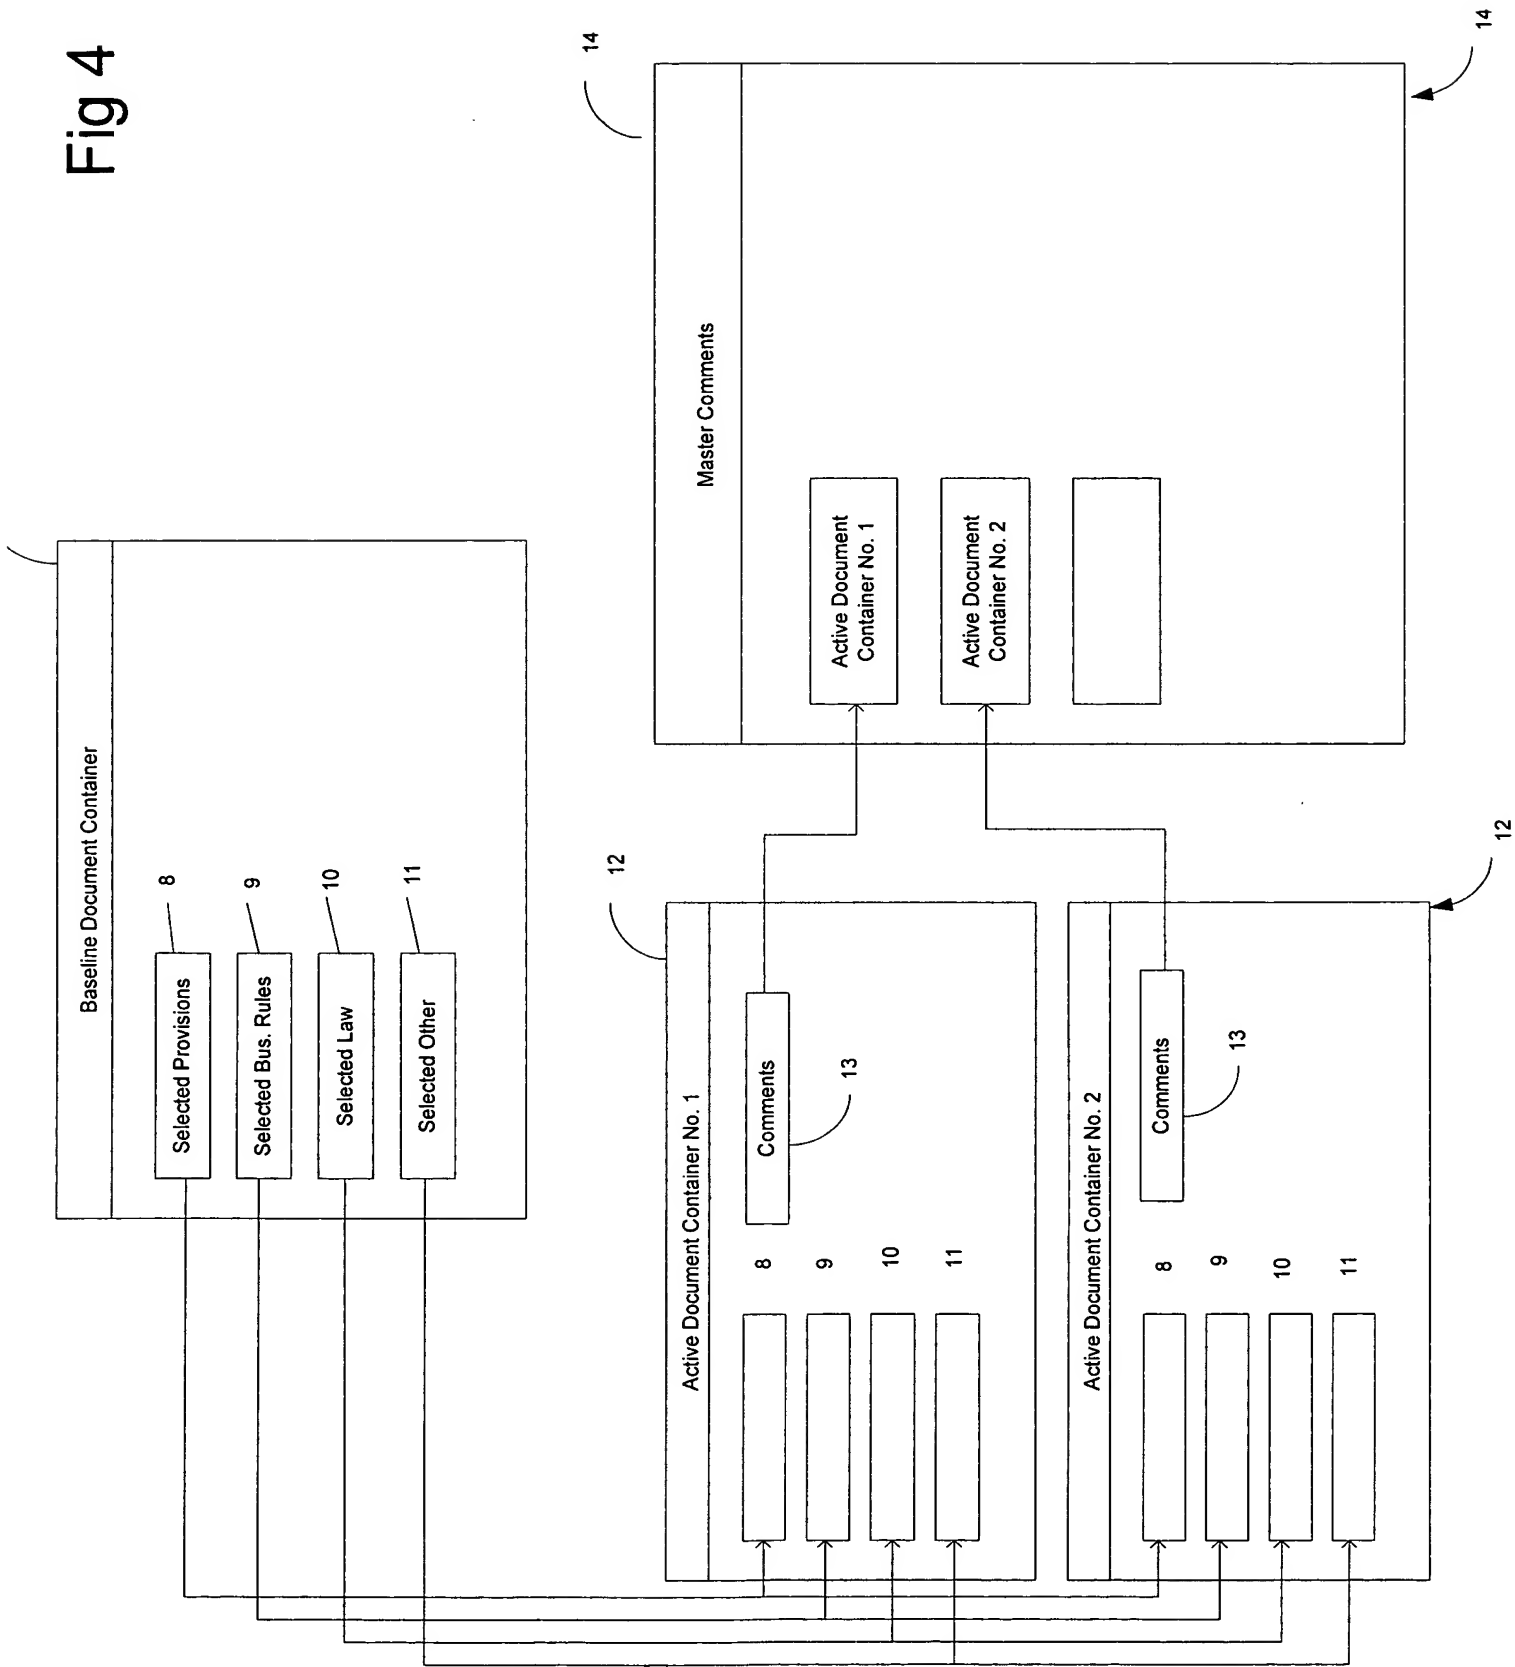 Fig 4
Baseline Document Container
Selected Provisions
8
Selected Bus. Rules
9
Selected Law
10
Selected Other
11
Active Document Container No. 1
12
8
9
10
11
Comments
13
Active Document Container No. 2
12
8
9
10
11
Comments
13
Master Comments
14
Active Document
Container No. 1
Active Document
Container No. 2
14